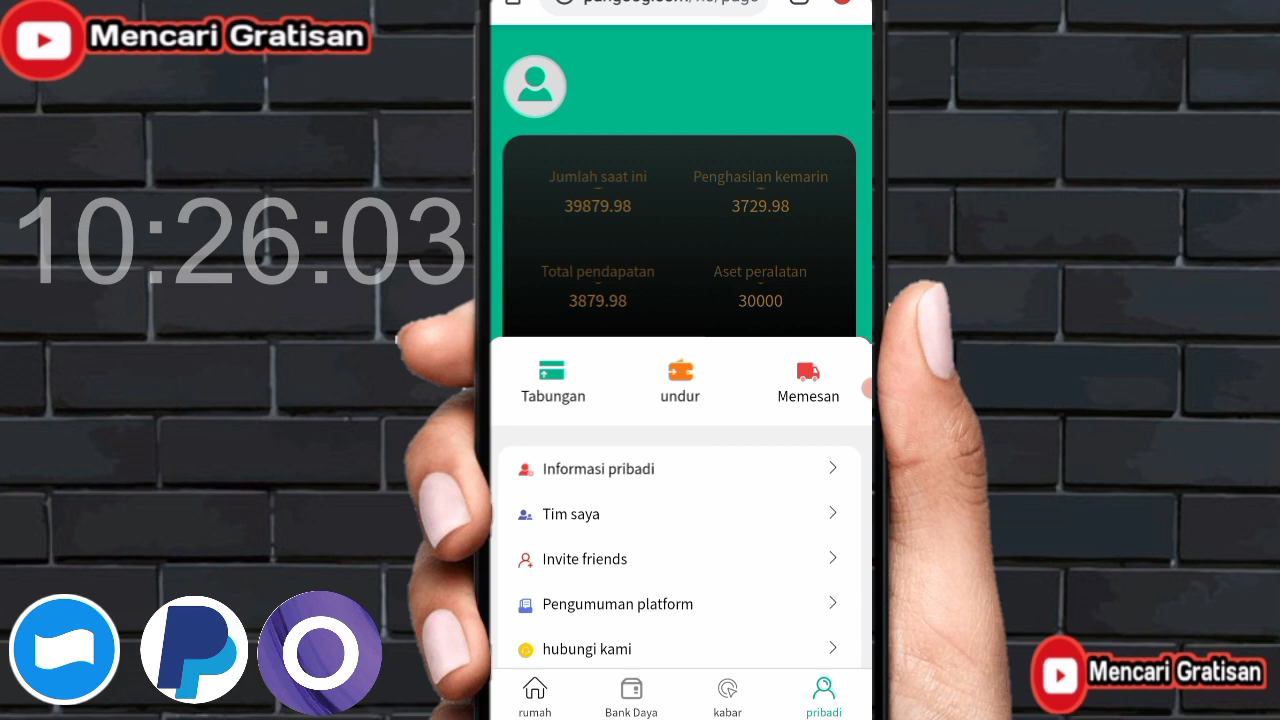 Mencari Gratisan
10:26:03
Jumlah saat ini
Penghasilan kemarin
39879.98
3729.98
Total pendapatan
Aset peralatan
3879.98
30000
Tabungan
undur
Memesan
Informasi pribadi
Tim saya
Invite friends
Pengumuman platform
hubungi kami
rumah
Bank Daya
kabar
pribadi
Mencari Gratisan